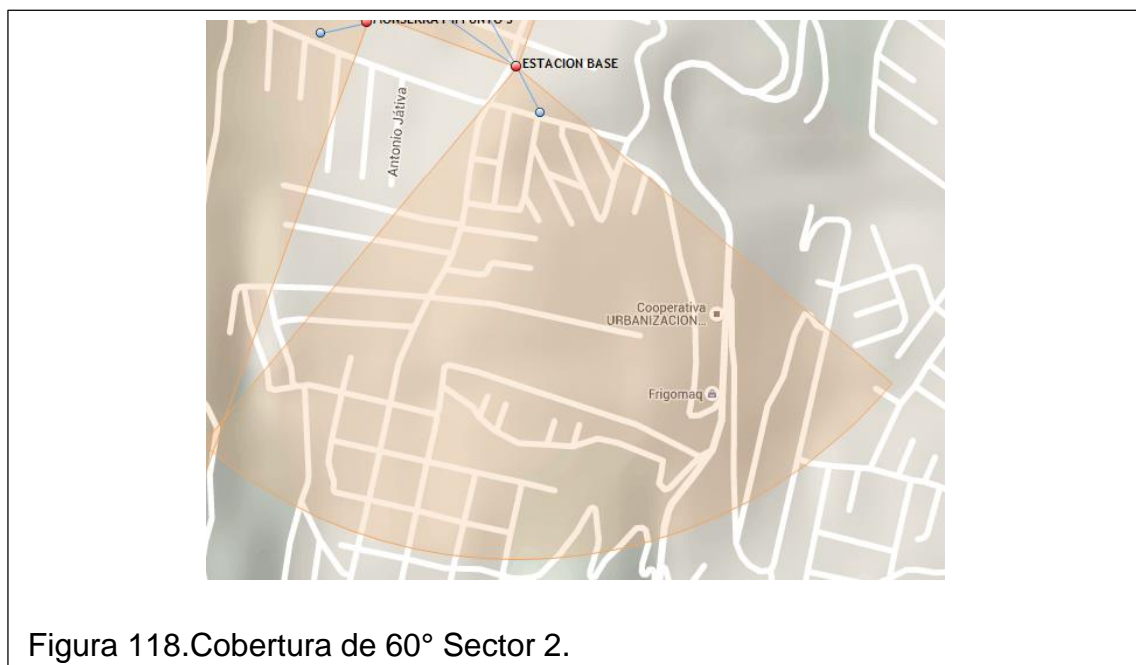 ESTACION BASE
Antonio Játiva
Cooperativa
URBANIZACION...
Frigomaq
Figura 118.Cobertura de 60° Sector 2.